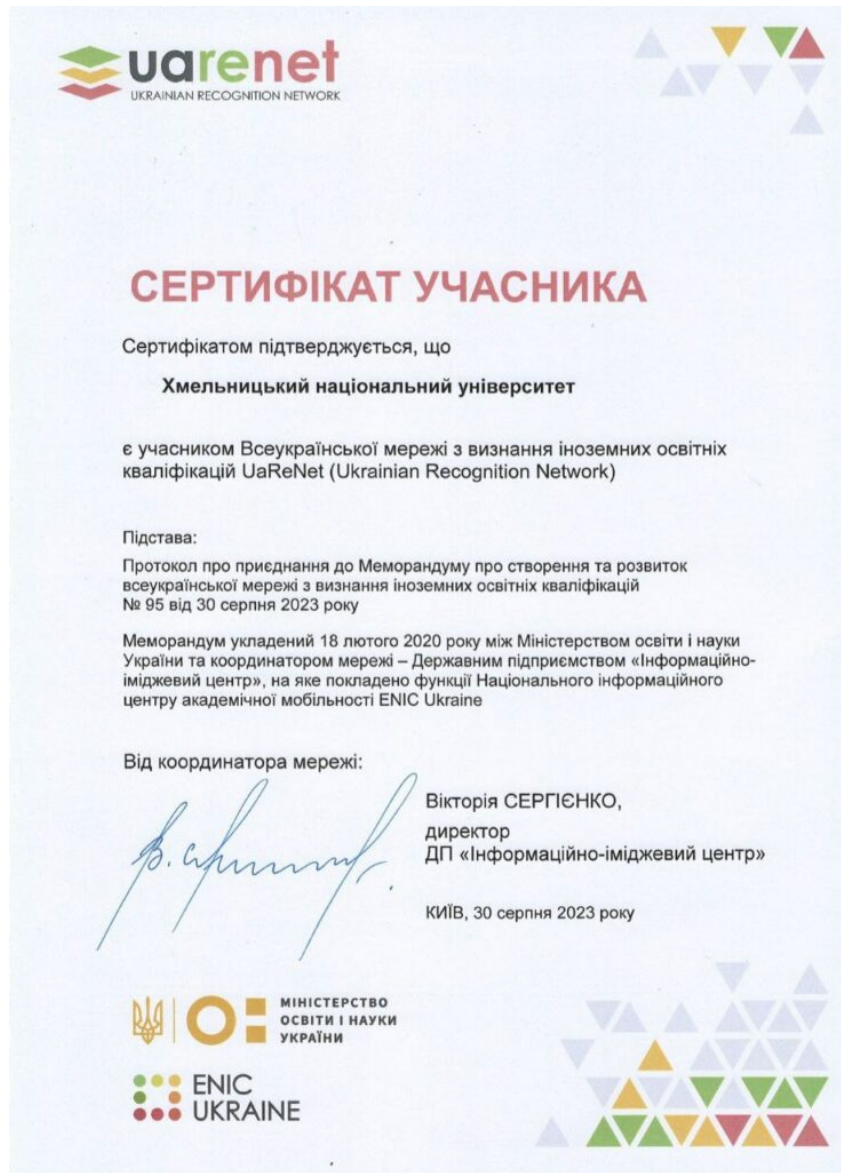 uarenet
UKRAINIAN RECOGNITION NETWORK
СЕРТИФІКАТ УЧАСНИКА
Сертифікатом підтверджується, що
Хмельницький національний університет
є учасником Всеукраїнської мережі з визнання іноземних освітніх
кваліфікацій UaReNet (Ukrainian Recognition Network)
Підстава:
Протокол про приєднання до Меморандуму про створення та розвиток
всеукраїнської мережі з визнання іноземних освітніх кваліфікацій
№ 95 від 30 серпня 2023 року
Меморандум укладений 18 лютого 2020 року між Міністерством освіти і науки
України та координатором мережі – Державним підприємством «Інформаційно-
іміджевий центр», на яке покладено функції Національного інформаційного
центру академічної мобільності ENIC Ukraine
Від координатора мережі:
Вікторія СЕРГІЄНКО,
директор
ДП «Інформаційно-іміджевий центр»
КИЇВ, 30 серпня 2023 року
МІНІСТЕРСТВО
ОСВІТИ І НАУКИ
УКРАЇНИ
ENIC
UKRAINE